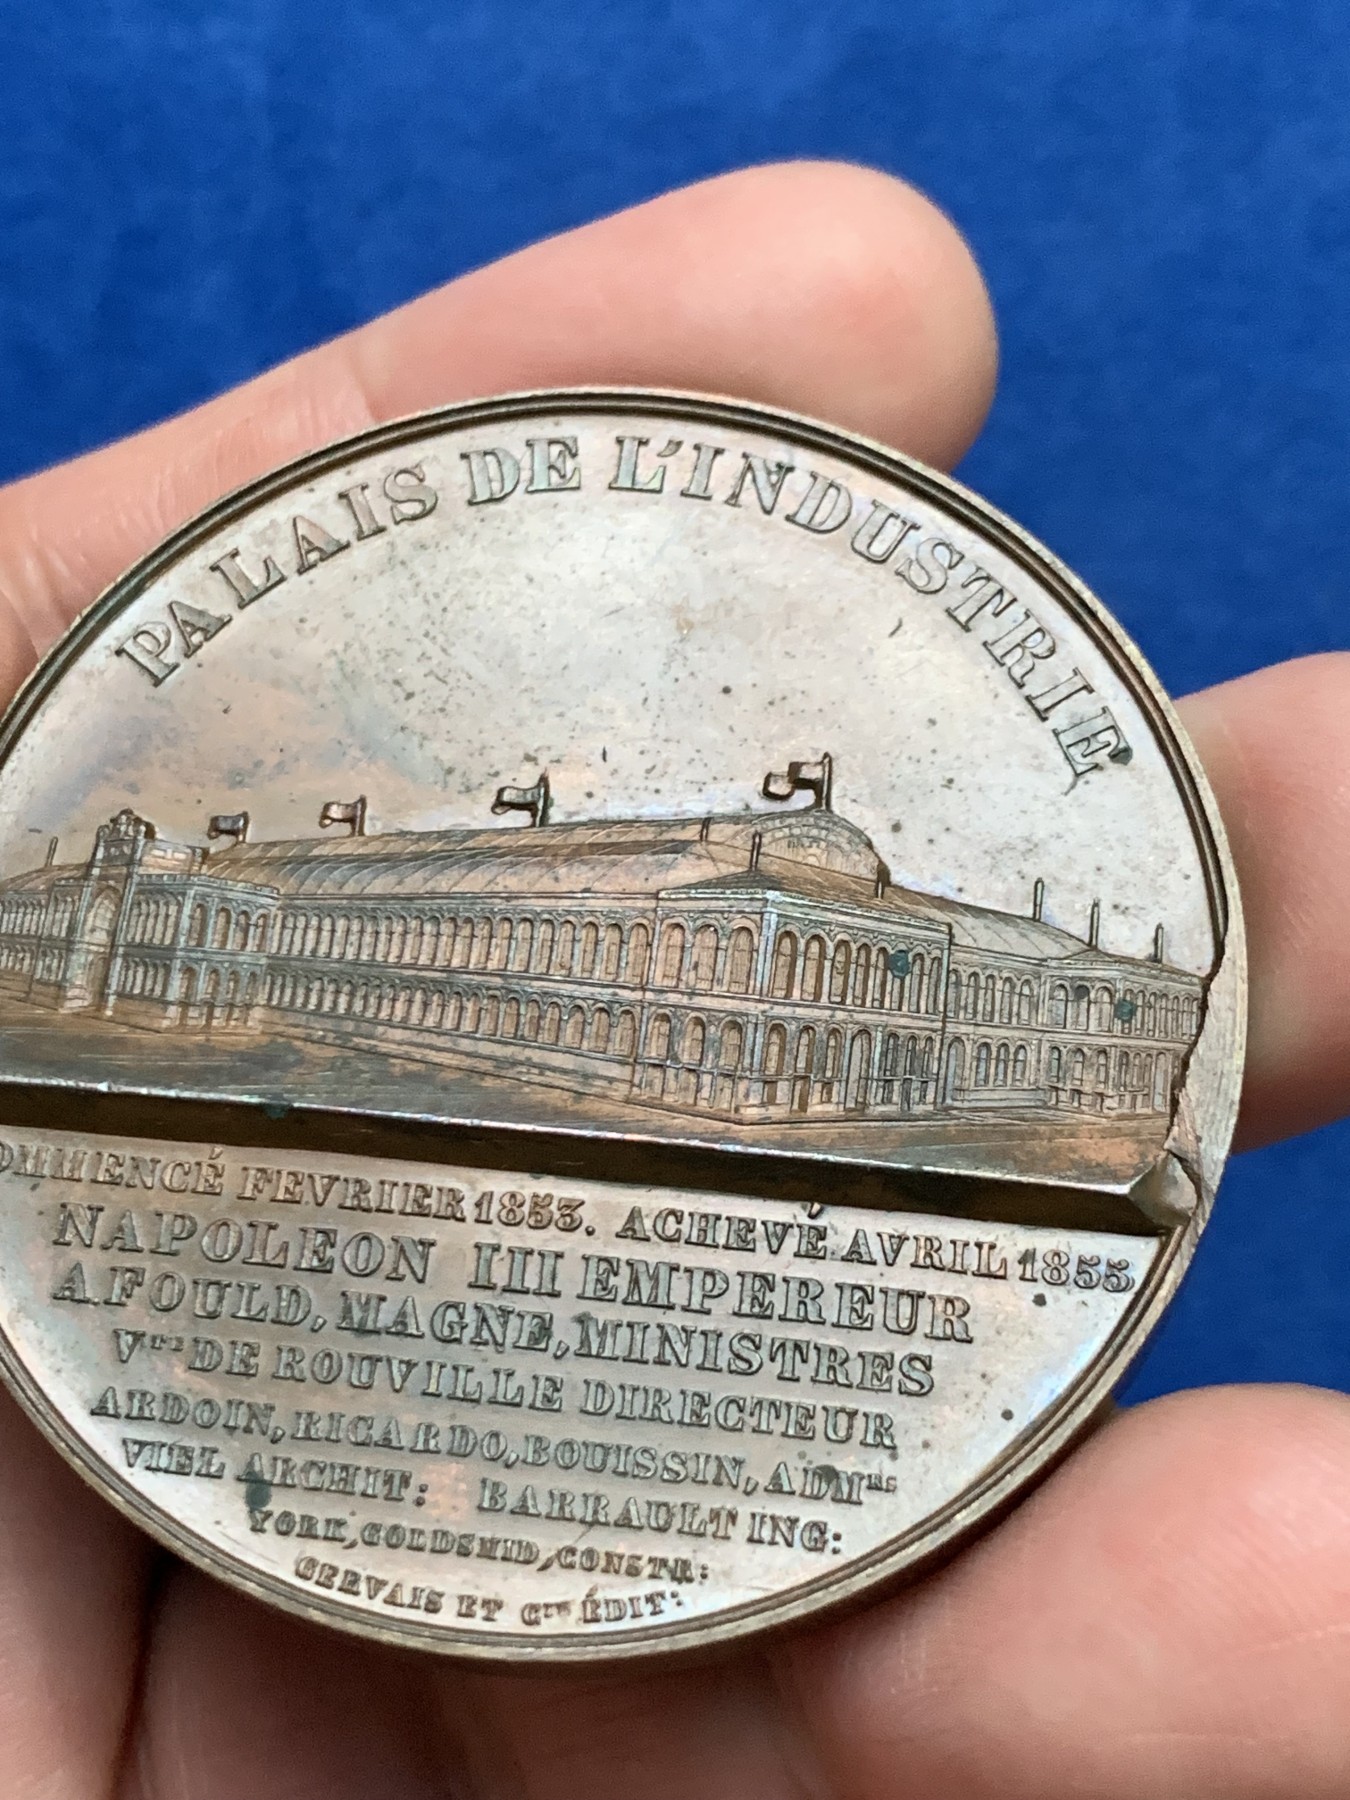 PALAIS DE L'INDUSTRIE
OMMENCÉ FEVRIER 1853. ACHEVÉ AVRIL 1855
NAPOLEON III EMPEREUR
A.FOULD, MAGNE, MINISTRES
Vte DE ROUVILLE DIRECTEUR
ARDOIN, RICARDO, BOUISSIN, ADMRS
VIEL ARCHIT: BARRAULT ING:
YORK, GOLDSMID, CONSTR:
GERVAIS ET Cie ÉDIT: